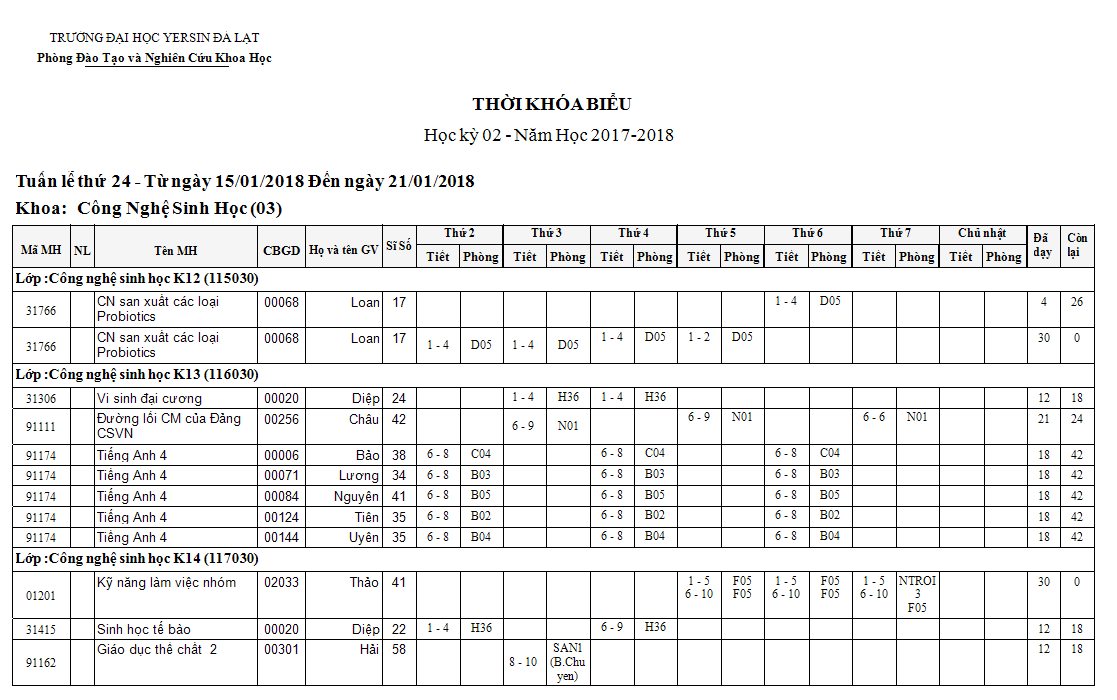 TRƯỜNG ĐẠI HỌC YERSIN ĐÀ LẠT
Phòng Đào Tạo và Nghiên Cứu Khoa Học
THỜI KHÓA BIỂU
Học kỳ 02 - Năm Học 2017-2018
Tuần lễ thứ 24 - Từ ngày 15/01/2018 Đến ngày 21/01/2018
Khoa: Công Nghệ Sinh Học (03)
Mã MH NL Tên MH CBGD Họ và tên GV Sĩ Số Thứ 2 Thứ 3 Thứ 4 Thứ 5 Thứ 6 Thứ 7 Chủ nhật Đã dạy Còn lại
Tiết Phòng Tiết Phòng Tiết Phòng Tiết Phòng Tiết Phòng Tiết Phòng Tiết Phòng
Lớp :Công nghệ sinh học K12 (115030)
31766 CN san xuất các loại Probiotics 00068 Loan 17 1 - 4 D05 4 26
31766 CN san xuất các loại Probiotics 00068 Loan 17 1 - 4 D05 1 - 4 D05 1 - 4 D05 1 - 2 D05 30 0
Lớp :Công nghệ sinh học K13 (116030)
31306 Vi sinh đại cương 00020 Diệp 24 1 - 4 H36 1 - 4 H36 12 18
91111 Đường lối CM của Đảng CSVN 00256 Châu 42 6 - 9 N01 6 - 9 N01 6 - 6 N01 21 24
91174 Tiếng Anh 4 00006 Bảo 38 6 - 8 C04 6 - 8 C04 6 - 8 C04 18 42
91174 Tiếng Anh 4 00071 Lương 34 6 - 8 B03 6 - 8 B03 6 - 8 B03 18 42
91174 Tiếng Anh 4 00084 Nguyên 41 6 - 8 B05 6 - 8 B05 6 - 8 B05 18 42
91174 Tiếng Anh 4 00124 Tiên 35 6 - 8 B02 6 - 8 B02 6 - 8 B02 18 42
91174 Tiếng Anh 4 00144 Uyên 35 6 - 8 B04 6 - 8 B04 6 - 8 B04 18 42
Lớp :Công nghệ sinh học K14 (117030)
01201 Kỹ năng làm việc nhóm 02033 Thảo 41 1 - 5 F05 1 - 5 F05 1 - 5 NTROI 30 0
6 - 10 F05 6 - 10 F05 6 - 10 3
F05
31415 Sinh học tế bào 00020 Diệp 22 1 - 4 H36 6 - 9 H36 12 18
91162 Giáo dục thể chất 2 00301 Hải 58 8 - 10 SAN1 (B.Chu yen) 12 18